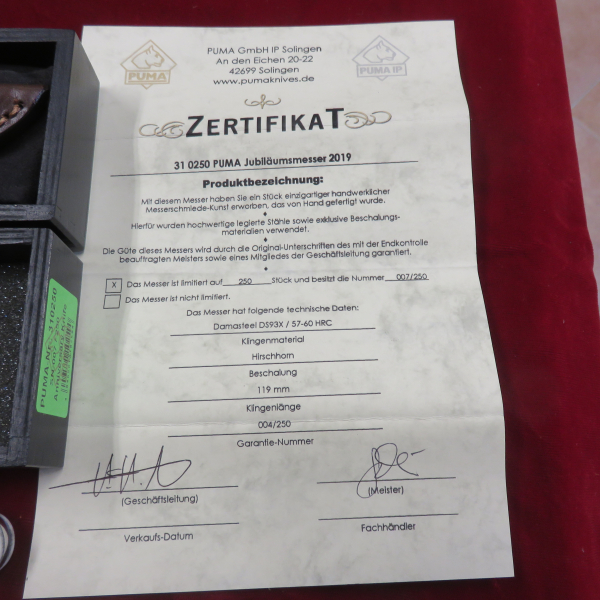 PUMA
PUMA GmbH IP Solingen
An den Eichen 20-22
42699 Solingen
www.pumaknives.de
PUMA IP
ZERTIFIKAT
31 0250 PUMA Jubiläumsmesser 2019
Produktbezeichnung:
Mit diesem Messer haben Sie ein Stück einzigartiger handwerklicher
Messerschmiede-Kunst erworben, das von Hand gefertigt wurde.
Hierfür wurden hochwertige legierte Stähle sowie exklusive Beschalungs-
materialien verwendet.
Die Güte dieses Messers wird durch die Original-Unterschriften des mit der Endkontrolle
beauftragten Meisters sowie eines Mitgliedes der Geschäftsleitung garantiert.
X Das Messer ist limitiert auf 250 Stück und besitzt die Nummer 007/250
Das Messer ist nicht limitiert.
Das Messer hat folgende technische Daten:
Damasteel DS93X / 57-60 HRC
Klingenmaterial
Hirschhorn
Beschalung
119 mm
Klingenlänge
004/250
Garantie-Nummer
(Geschäftsleitung)
(Meister)
Verkaufs-Datum
Fachhändler
PUMA No.: 310250